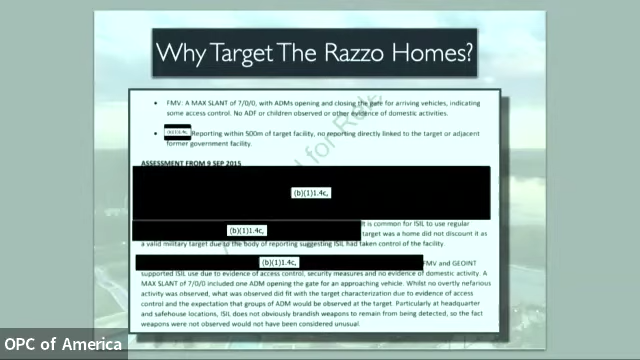 Why Target The Razzo Homes?
• FMV: A MAX SLANT of 7/0/0, with ADMs opening and closing the gate for arriving vehicles, indicating
some access control. No ADF or children observed or other evidence of domestic activities.
• Reporting within 500m of target facility, no reporting directly linked to the target or adjacent
former government facility.
for Rele
ASSESSMENT FROM 9 SEP 2015
(b)(1)1.4c,
(b)(1)1.4c, It is common for ISIL to use regular
target was a home did not discount it as
a valid military target due to the body of reporting suggesting ISIL had taken control of the facility.
(b)(1)1.4c, FMV and GEOINT
supported ISIL use due to evidence of access control, security measures and no evidence of domestic activity. A
MAX SLANT of 7/0/0 included one ADM opening the gate for an approaching vehicle. Whilst no overtly nefarious
activity was observed, what was observed did fit with the target characterization due to evidence of access
control and the expectation that groups of ADM would be observed at the target. Particularly at headquarter
and safehouse locations, ISIL does not obviously brandish weapons to remain from being detected, so the fact
weapons were not observed would not have been considered unusual.
OPC of America